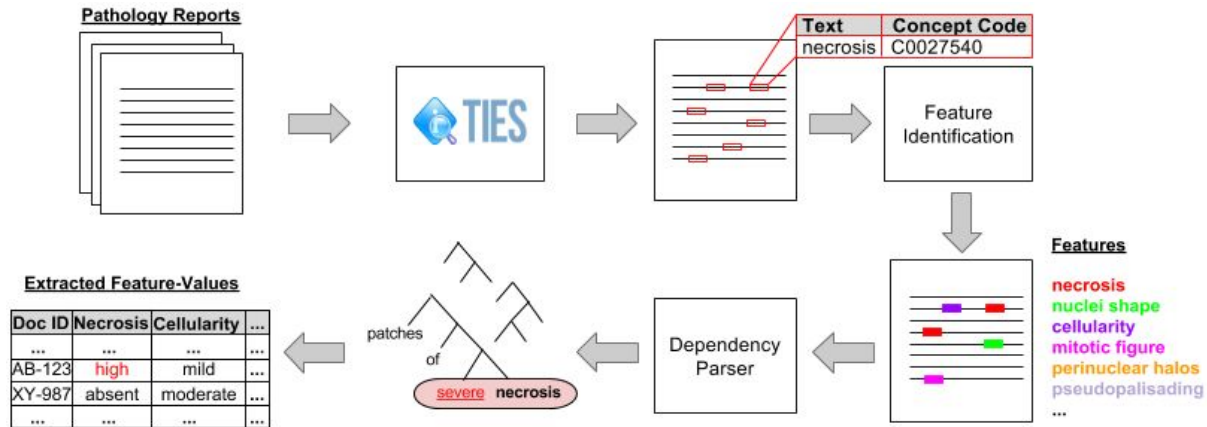 Pathology Reports
Text Concept Code
necrosis C0027540
TIES
Feature
Identification
Features
necrosis
nuclei shape
cellularity
mitotic figure
perinuclear halos
pseudopalisading
...
Dependency
Parser
patches
of
severe necrosis
Extracted Feature-Values
Doc ID Necrosis Cellularity ...
... ... ... ...
AB-123 high mild ...
XY-987 absent moderate ...
... ... ... ...